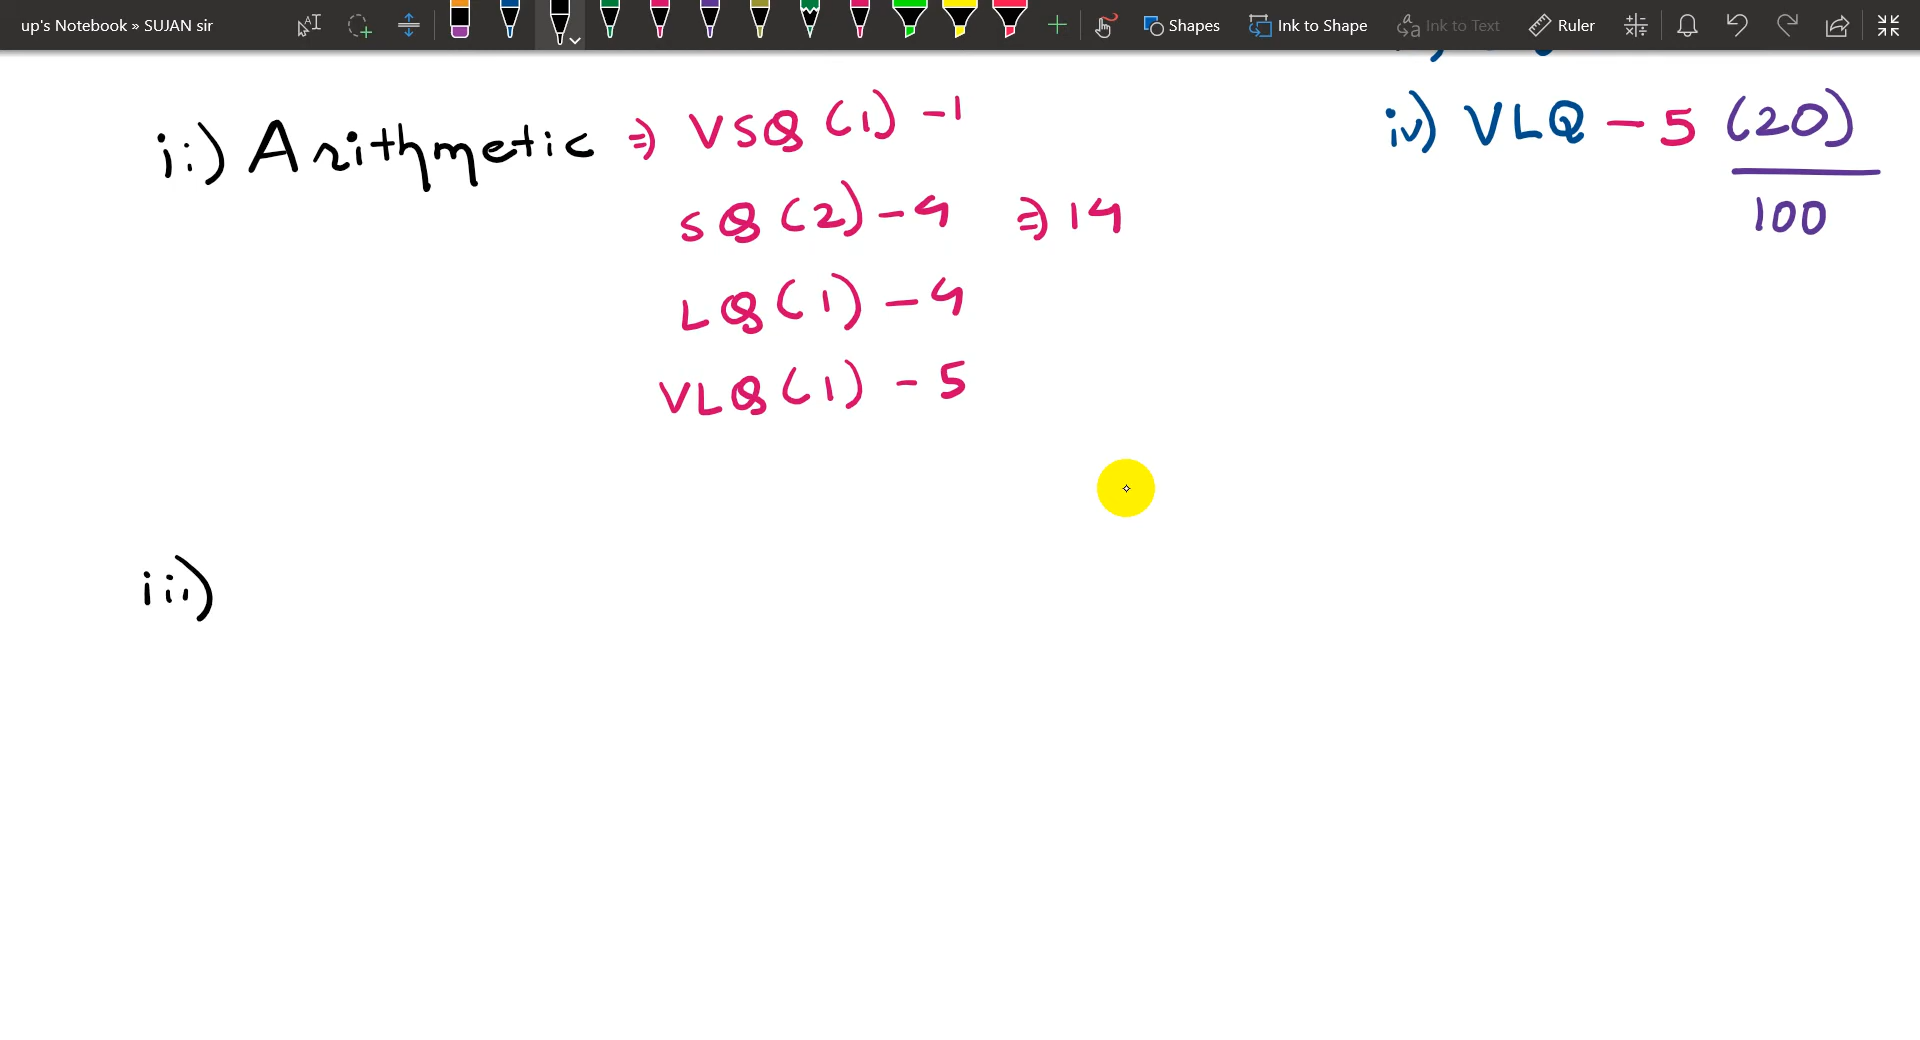 up's Notebook » SUJAN sir
Shapes
Ink to Shape
Ink to Text
Ruler
ii) Arithmetic ⇒ VSQ (1) - 1
SQ (2) - 4 ⇒ 14
LQ (1) - 4
VLQ (1) - 5
iv) VLQ - 5 (20)
100
iii)